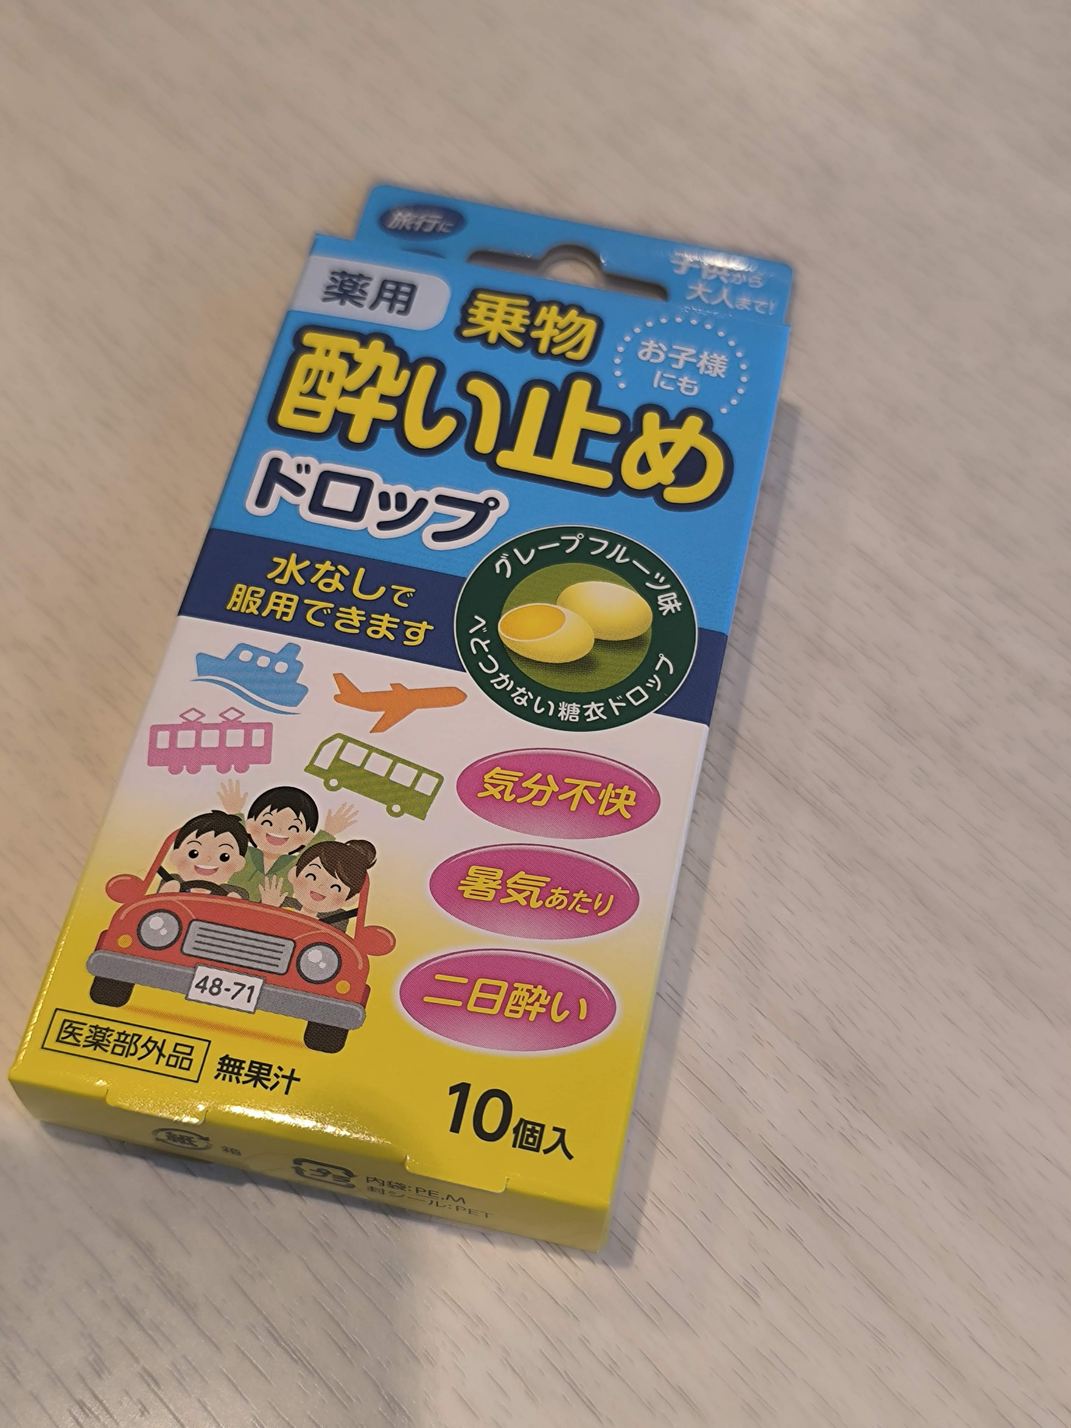 旅行に
子供から
大人まで!
薬用
乗物
お子様
にも
酔い止め
ドロップ
グレープフルーツ味
べとつかない糖衣ドロップ
水なしで
服用できます
気分不快
暑気あたり
二日酔い
48-71
医薬部外品
無果汁
10個入
紙
箱
プラ
内袋:PE,M
封シール:PET